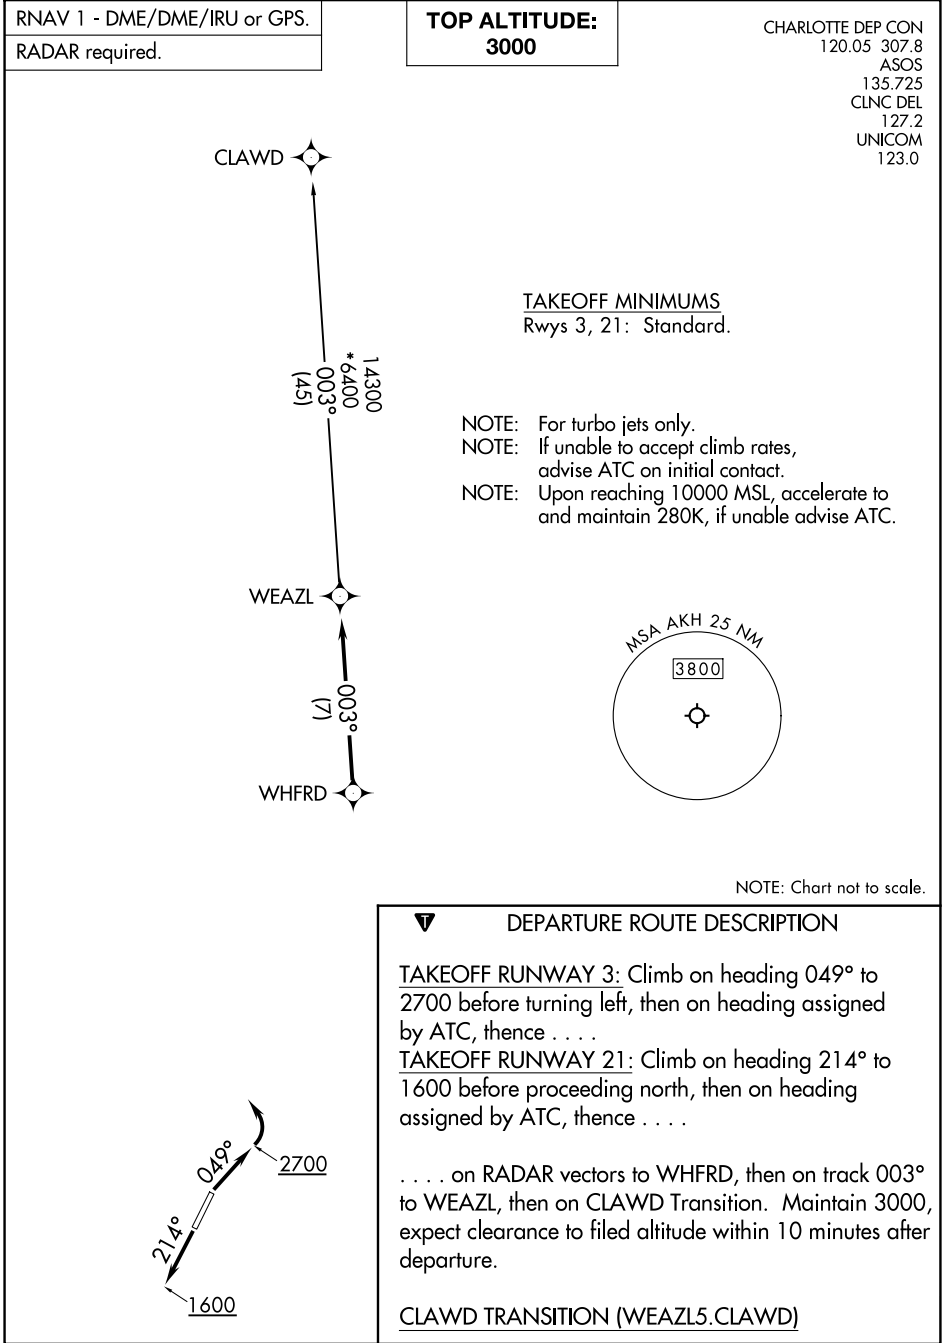 RNAV 1 - DME/DME/IRU or GPS.
RADAR required.
TOP ALTITUDE:
3000
CHARLOTTE DEP CON
120.05 307.8
ASOS
135.725
CLNC DEL
127.2
UNICOM
123.0
CLAWD
TAKEOFF MINIMUMS
Rwys 3, 21: Standard.
14300
*6400
003°
(45)
NOTE: For turbo jets only.
NOTE: If unable to accept climb rates,
advise ATC on initial contact.
NOTE: Upon reaching 10000 MSL, accelerate to
and maintain 280K, if unable advise ATC.
WEAZL
MSA AKH 25 NM
3800
003°
(7)
WHFRD
NOTE: Chart not to scale.
T DEPARTURE ROUTE DESCRIPTION
TAKEOFF RUNWAY 3: Climb on heading 049° to
2700 before turning left, then on heading assigned
by ATC, thence . . . .
TAKEOFF RUNWAY 21: Climb on heading 214° to
1600 before proceeding north, then on heading
assigned by ATC, thence . . . .
. . . . on RADAR vectors to WHFRD, then on track 003°
to WEAZL, then on CLAWD Transition. Maintain 3000,
expect clearance to filed altitude within 10 minutes after
departure.
CLAWD TRANSITION (WEAZL5.CLAWD)
049°
2700
214°
1600